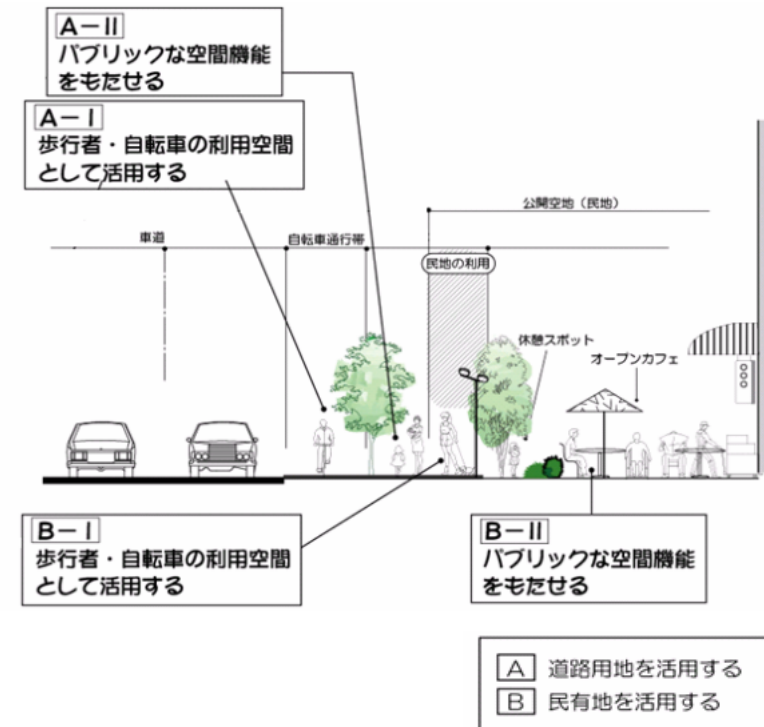 A－II
パブリックな空間機能
をもたせる
A－I
歩行者・自転車の利用空間
として活用する
公開空地（民地）
車道
自転車通行帯
民地の利用
休憩スポット
オープンカフェ
B－I
歩行者・自転車の利用空間
として活用する
B－II
パブリックな空間機能
をもたせる
A 道路用地を活用する
B 民有地を活用する